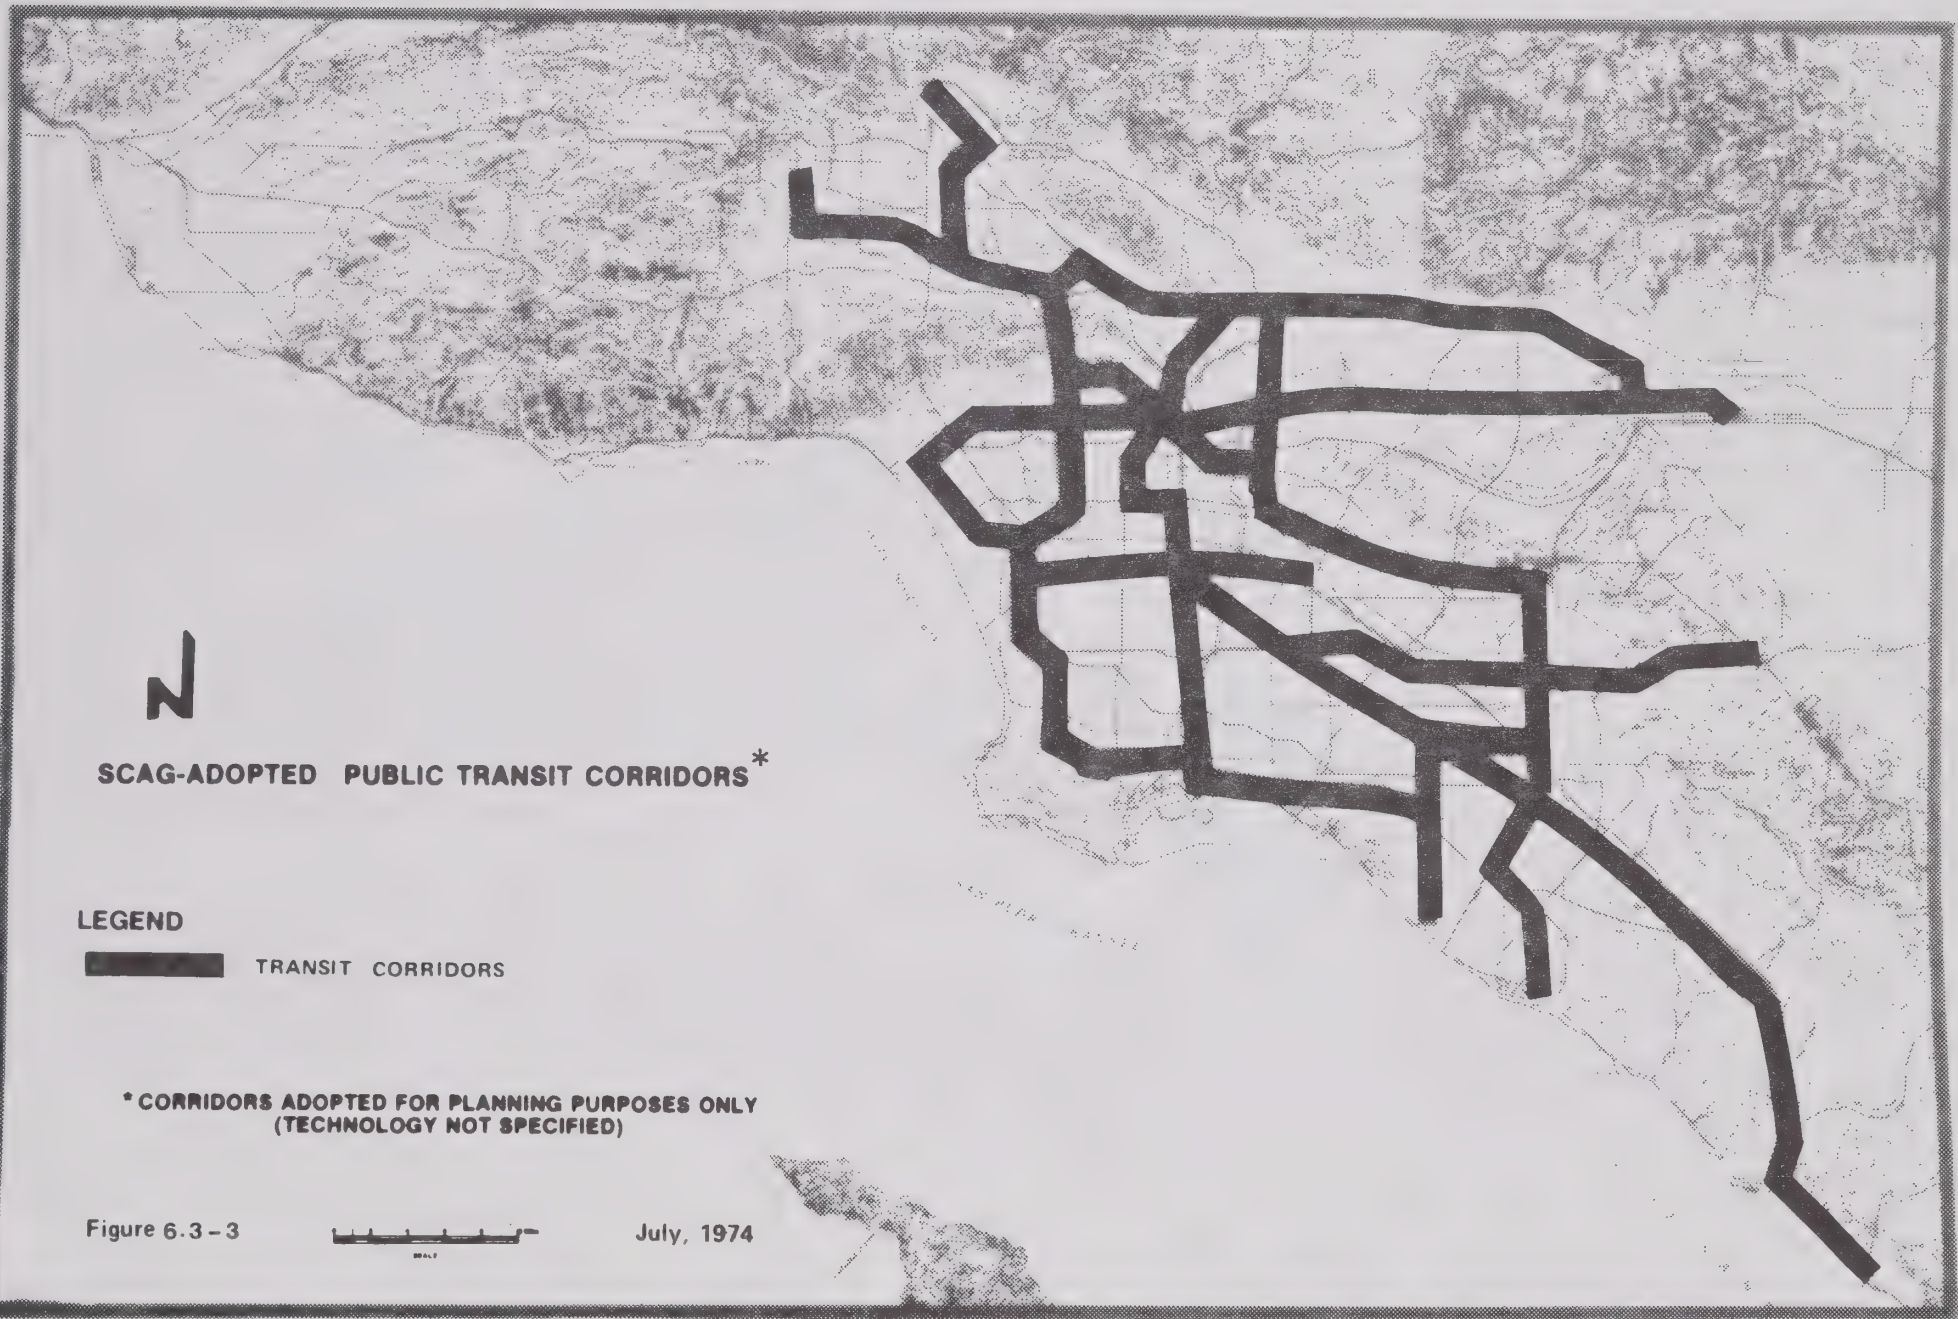 N
SCAG-ADOPTED PUBLIC TRANSIT CORRIDORS*
LEGEND
TRANSIT CORRIDORS
* CORRIDORS ADOPTED FOR PLANNING PURPOSES ONLY
(TECHNOLOGY NOT SPECIFIED)
Figure 6.3-3
SCALE
July, 1974